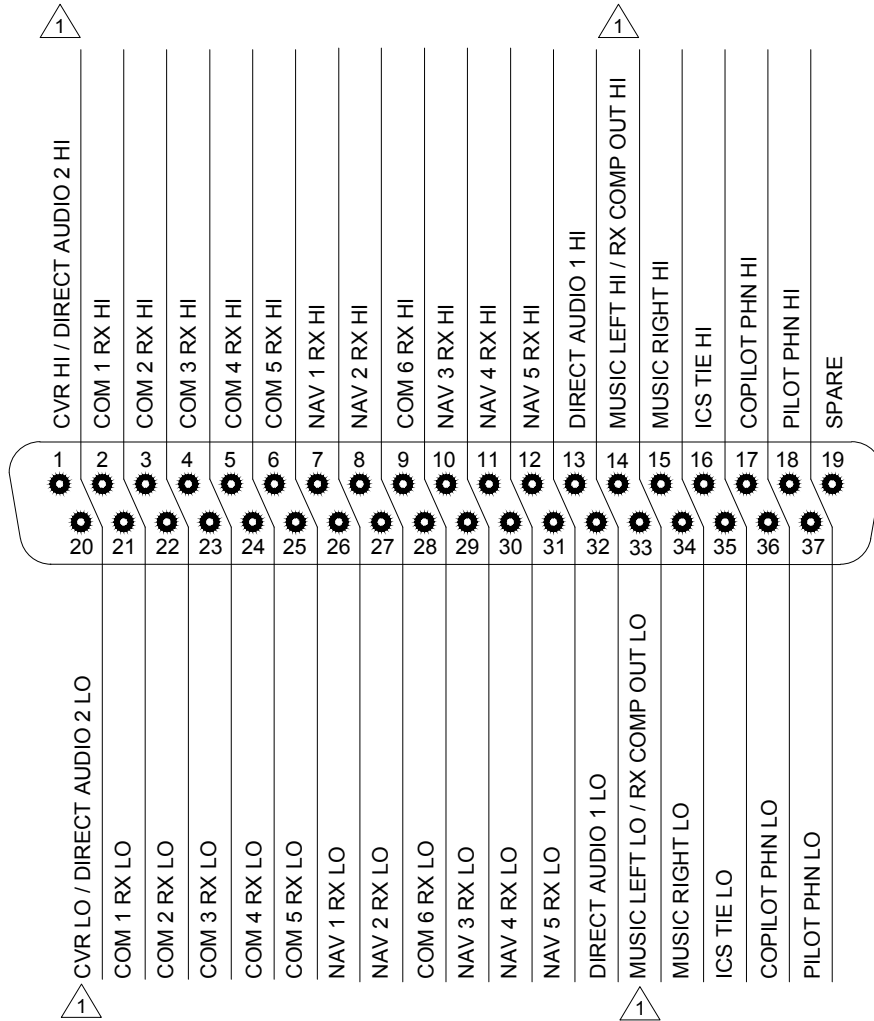 1 1
CVR HI / DIRECT AUDIO 2 HI
COM 1 RX HI
COM 2 RX HI
COM 3 RX HI
COM 4 RX HI
COM 5 RX HI
NAV 1 RX HI
NAV 2 RX HI
COM 6 RX HI
NAV 3 RX HI
NAV 4 RX HI
NAV 5 RX HI
DIRECT AUDIO 1 HI
MUSIC LEFT HI / RX COMP OUT HI
MUSIC RIGHT HI
ICS TIE HI
COPILOT PHN HI
PILOT PHN HI
SPARE
1 2 3 4 5 6 7 8 9 10 11 12 13 14 15 16 17 18 19
20 21 22 23 24 25 26 27 28 29 30 31 32 33 34 35 36 37
CVR LO / DIRECT AUDIO 2 LO
COM 1 RX LO
COM 2 RX LO
COM 3 RX LO
COM 4 RX LO
COM 5 RX LO
NAV 1 RX LO
NAV 2 RX LO
COM 6 RX LO
NAV 3 RX LO
NAV 4 RX LO
NAV 5 RX LO
DIRECT AUDIO 1 LO
MUSIC LEFT LO / RX COMP OUT LO
MUSIC RIGHT LO
ICS TIE LO
COPILOT PHN LO
PILOT PHN LO
1 1